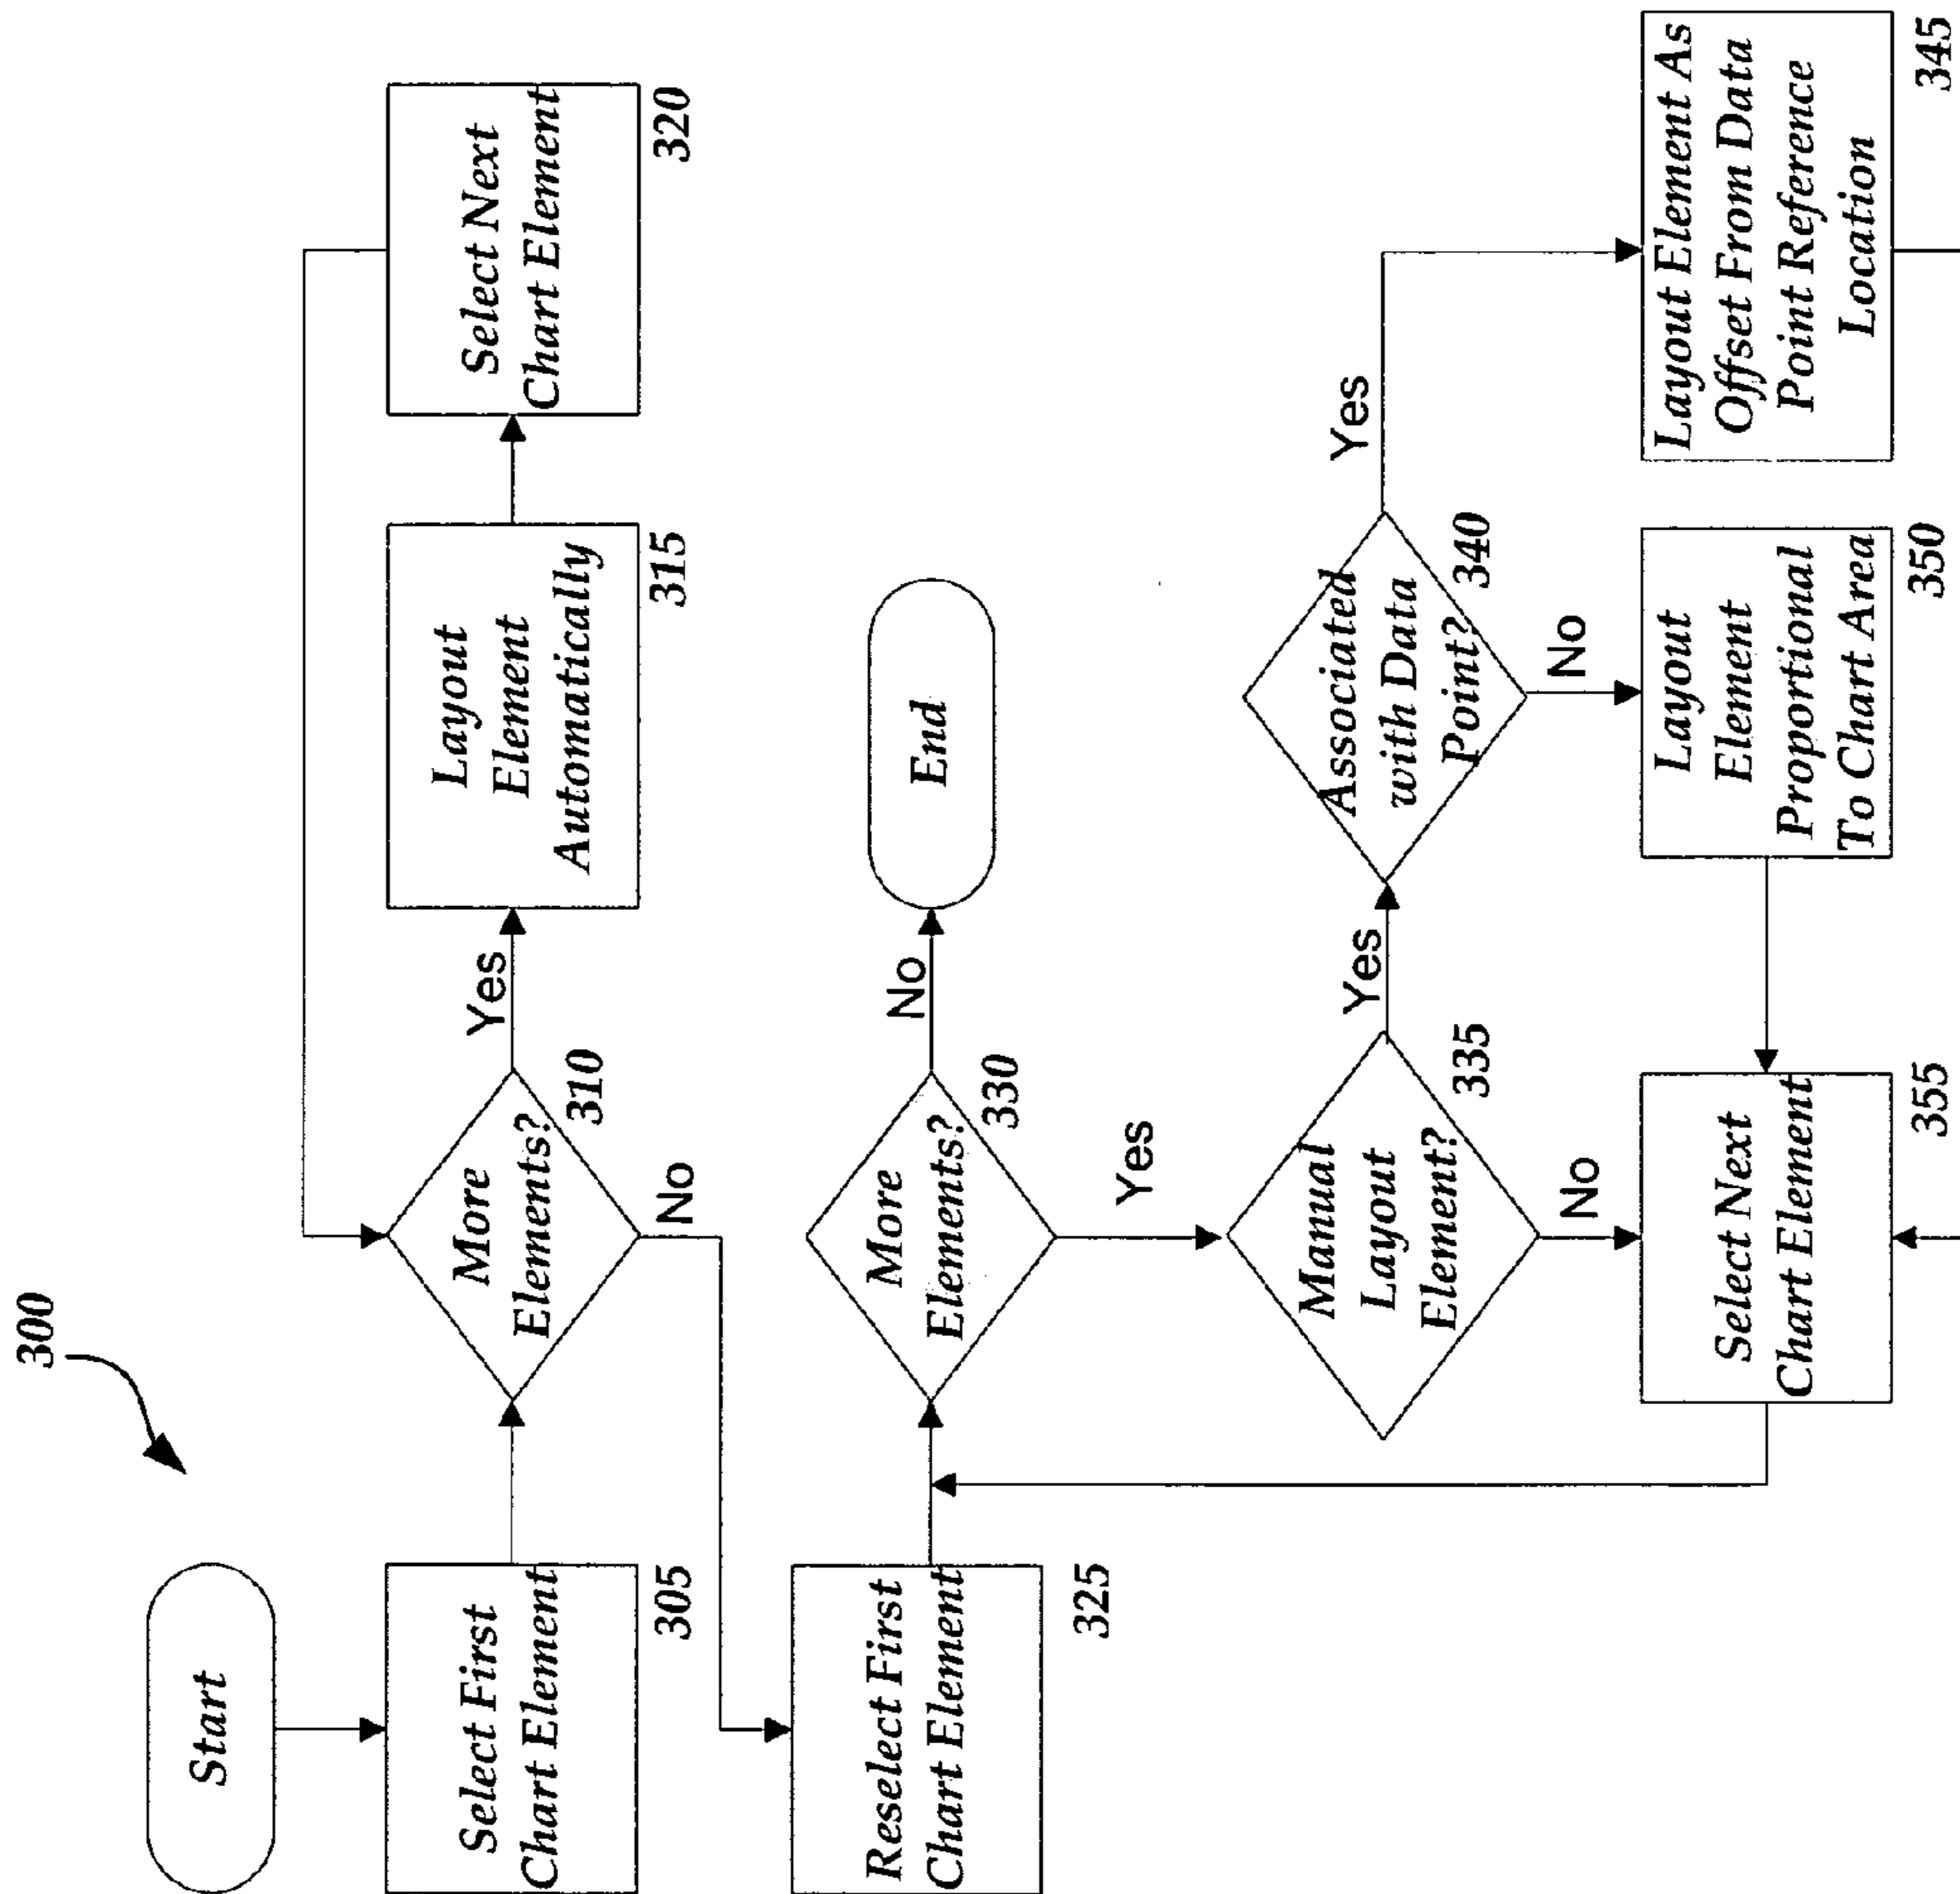 300
Start
Select First
Chart Element
305
More
Elements?
310
Yes
Layout
Element
Automatically
315
Select Next
Chart Element
320
No
Reselect First
Chart Element
325
More
Elements?
330
No
End
Yes
Manual
Layout
Element?
335
Yes
Associated
with Data
Point?
340
Yes
Layout Element As
Offset From Data
Point Reference
Location
345
No
Layout
Element
Proportional
To Chart Area
350
No
Select Next
Chart Element
355